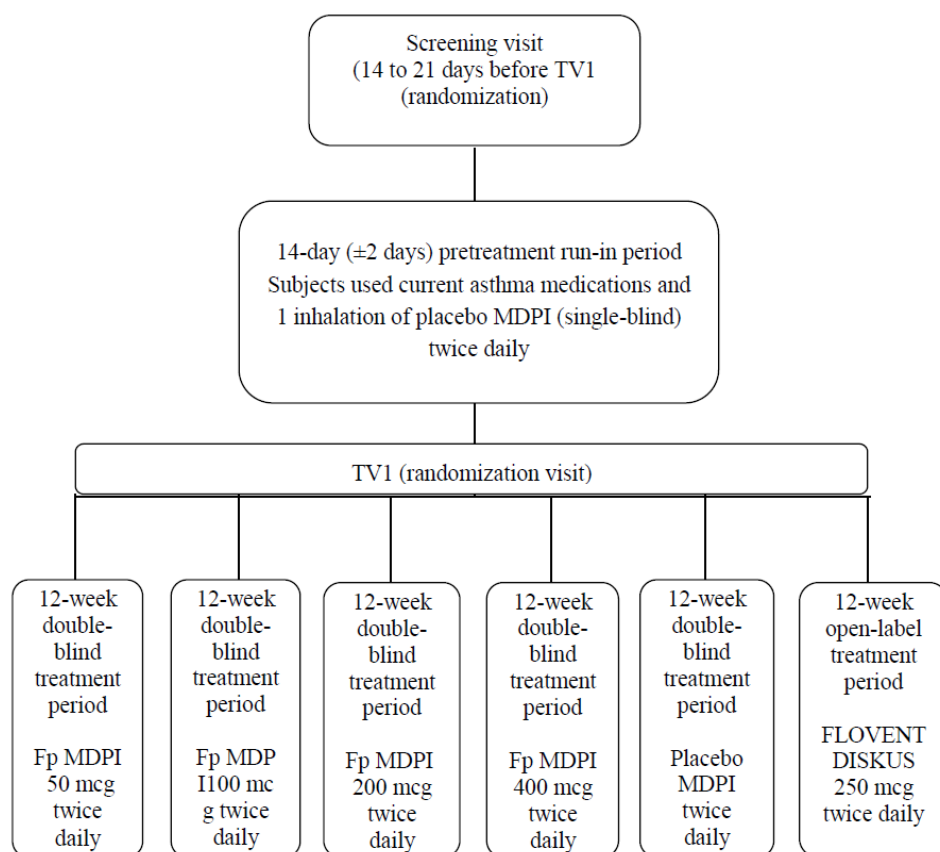 Screening visit
(14 to 21 days before TV1
(randomization)
14-day (±2 days) pretreatment run-in period
Subjects used current asthma medications and
1 inhalation of placebo MDPI (single-blind)
twice daily
TV1 (randomization visit)
12-week
double-
blind
treatment
period
Fp MDPI
50 mcg
twice
daily
12-week
double-
blind
treatment
period
Fp MDP
I100 mc
g twice
daily
12-week
double-
blind
treatment
period
Fp MDPI
200 mcg
twice
daily
12-week
double-
blind
treatment
period
Fp MDPI
400 mcg
twice
daily
12-week
double-
blind
treatment
period
Placebo
MDPI
twice
daily
12-week
open-label
treatment
period
FLOVENT
DISKUS
250 mcg
twice daily